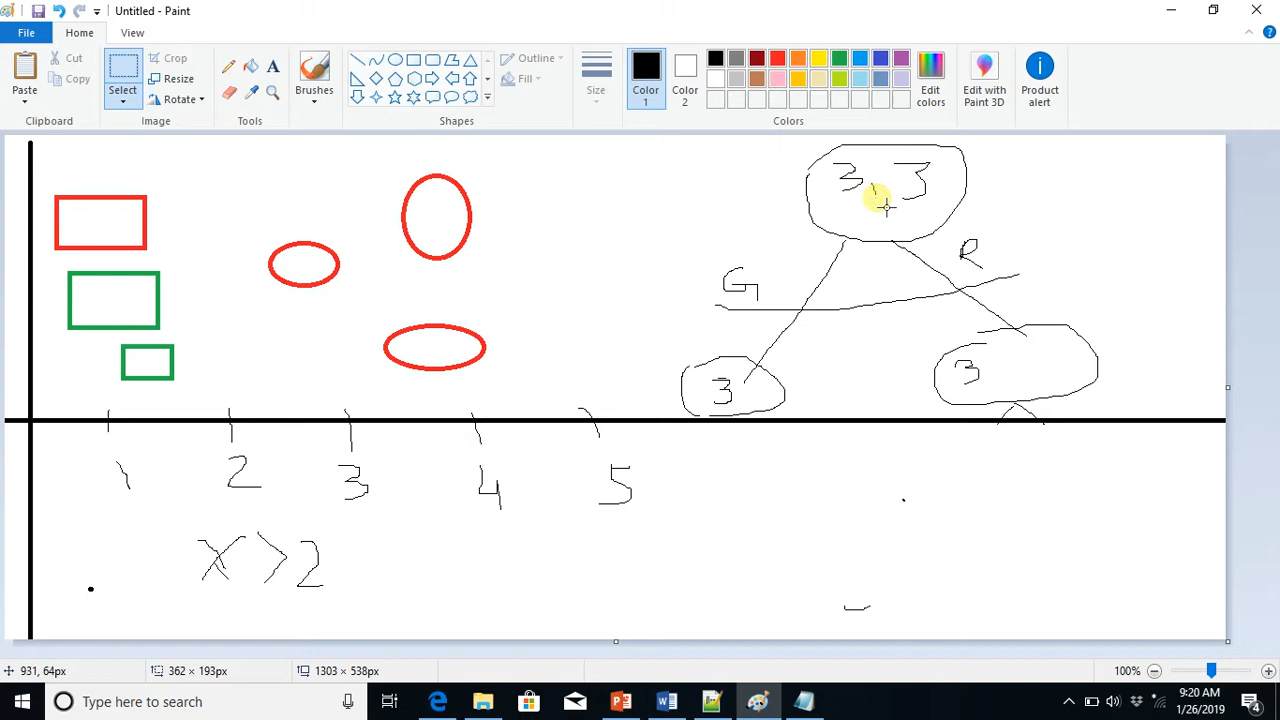 Untitled - Paint
File
Home
View
Paste
Cut
Copy
Clipboard
Select
Crop
Resize
Rotate
Image
A
Tools
Brushes
Outline
Fill
Shapes
Size
Color 1
Color 2
Edit colors
Colors
Edit with Paint 3D
Product alert
3, 3
G
R
3
3
1 2 3 4 5
X > 2
931, 64px
362 × 193px
1303 × 538px
100%
Type here to search
9:20 AM
1/26/2019
4